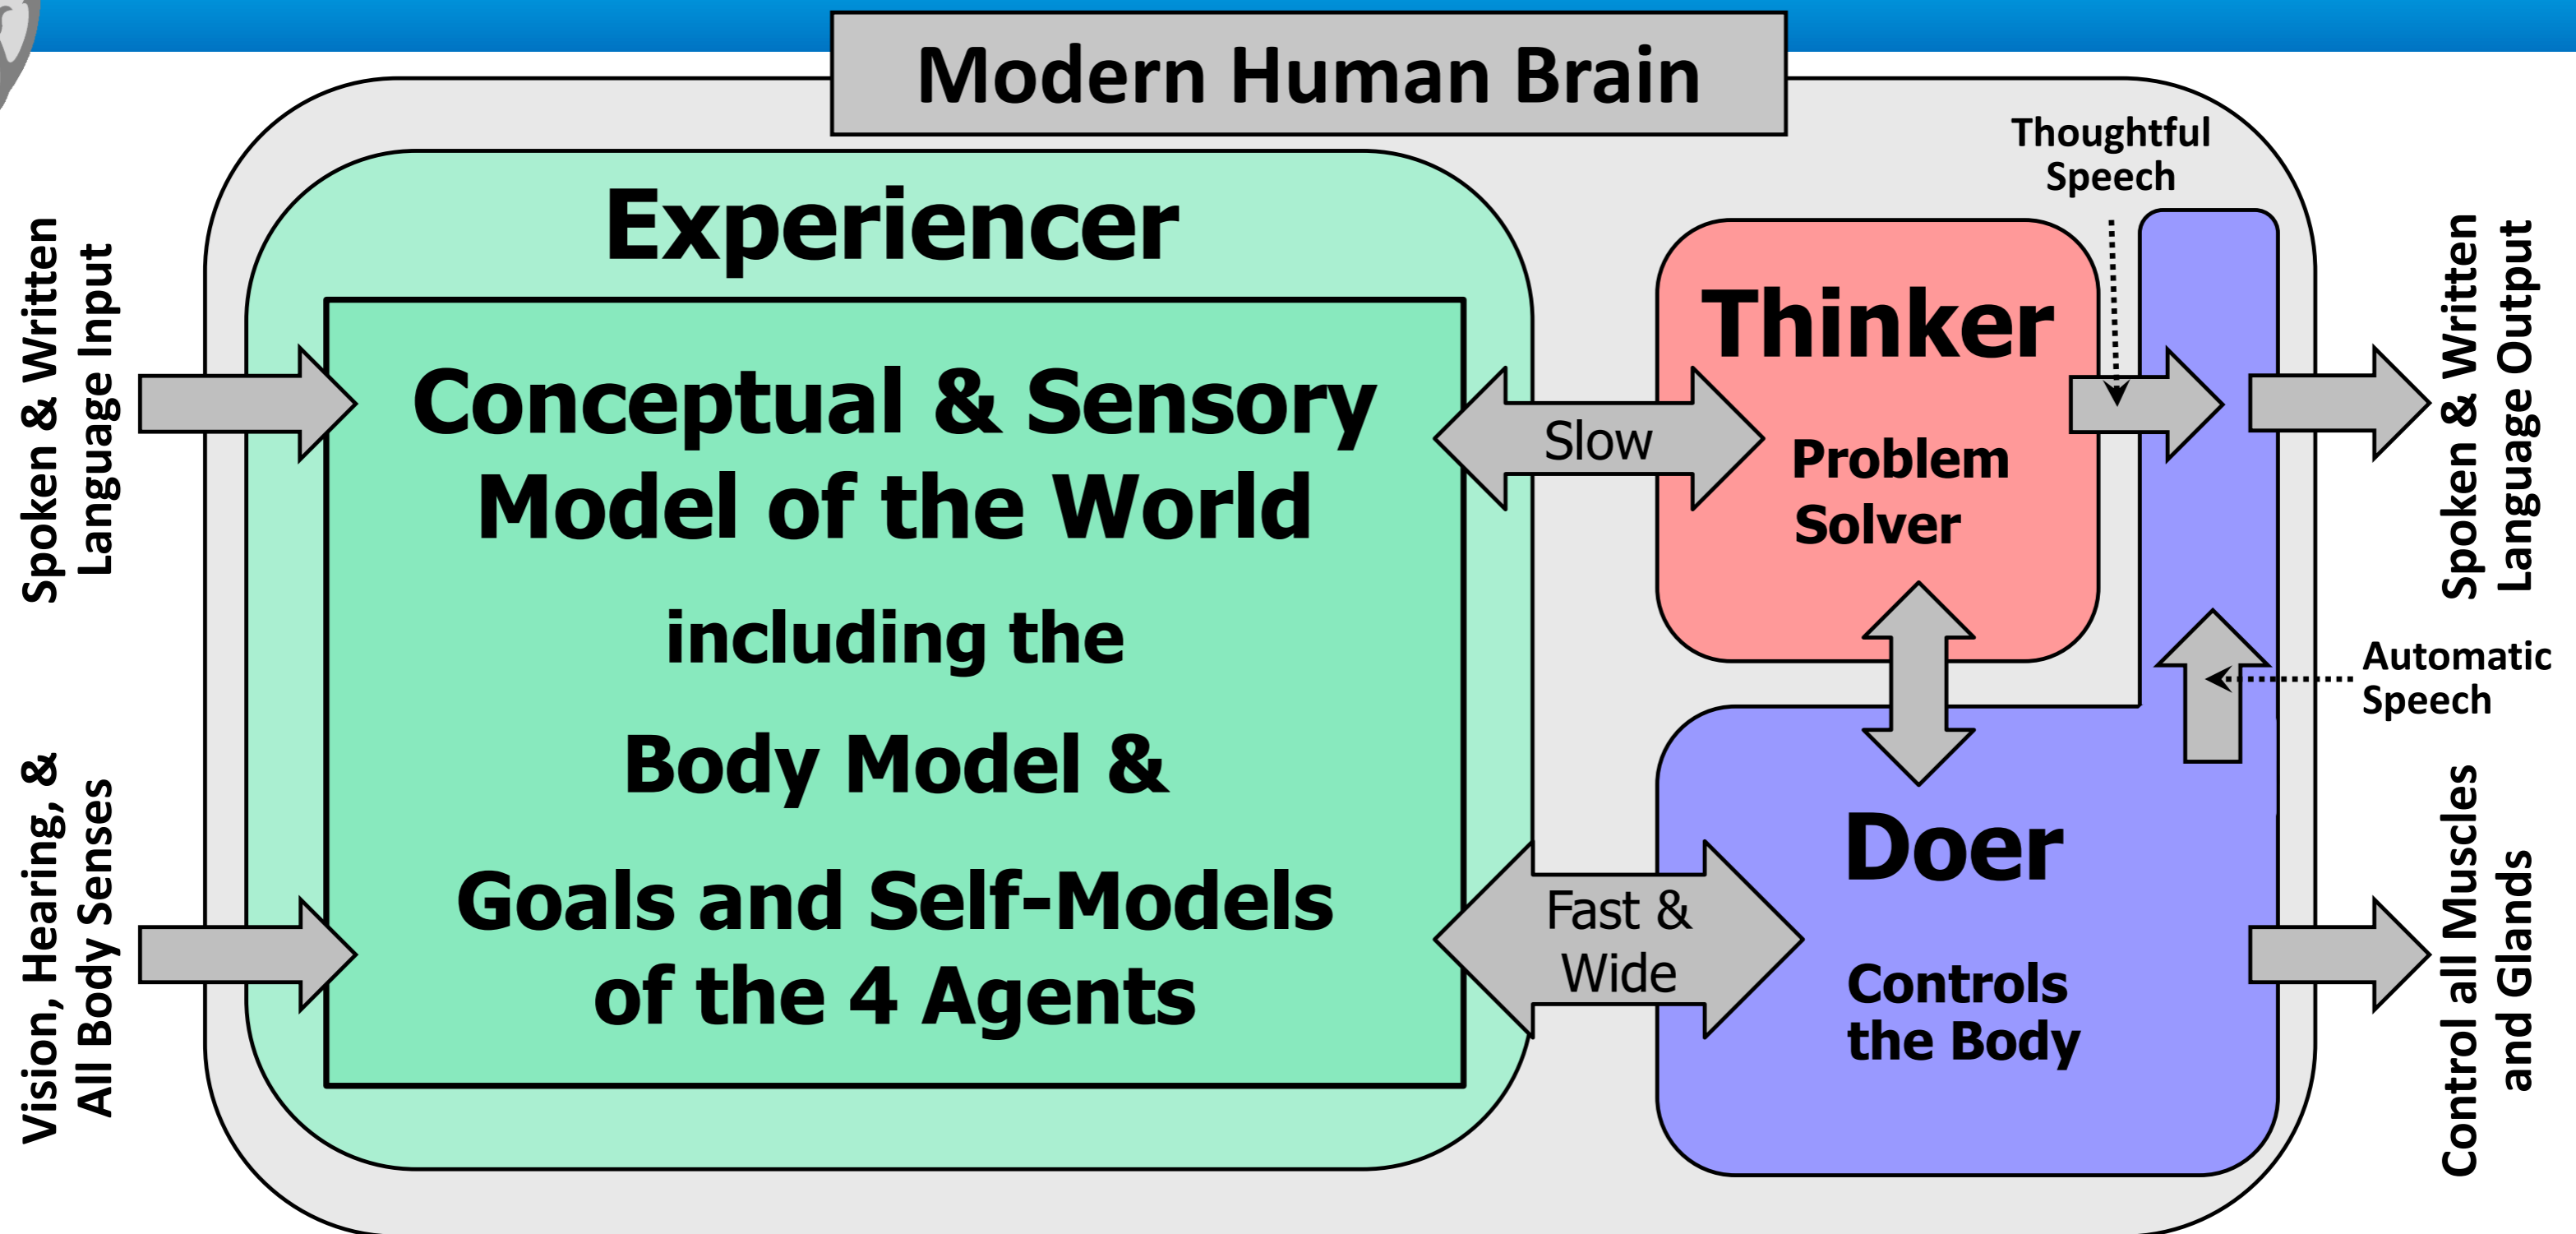 Modern Human Brain
Thoughtful
Speech
Spoken & Written
Language Input
Vision, Hearing, &
All Body Senses
Experiencer
Conceptual & Sensory
Model of the World
including the
Body Model &
Goals and Self-Models
of the 4 Agents
Slow
Fast &
Wide
Thinker
Problem
Solver
Doer
Controls
the Body
Spoken & Written
Language Output
Automatic
Speech
Control all Muscles
and Glands